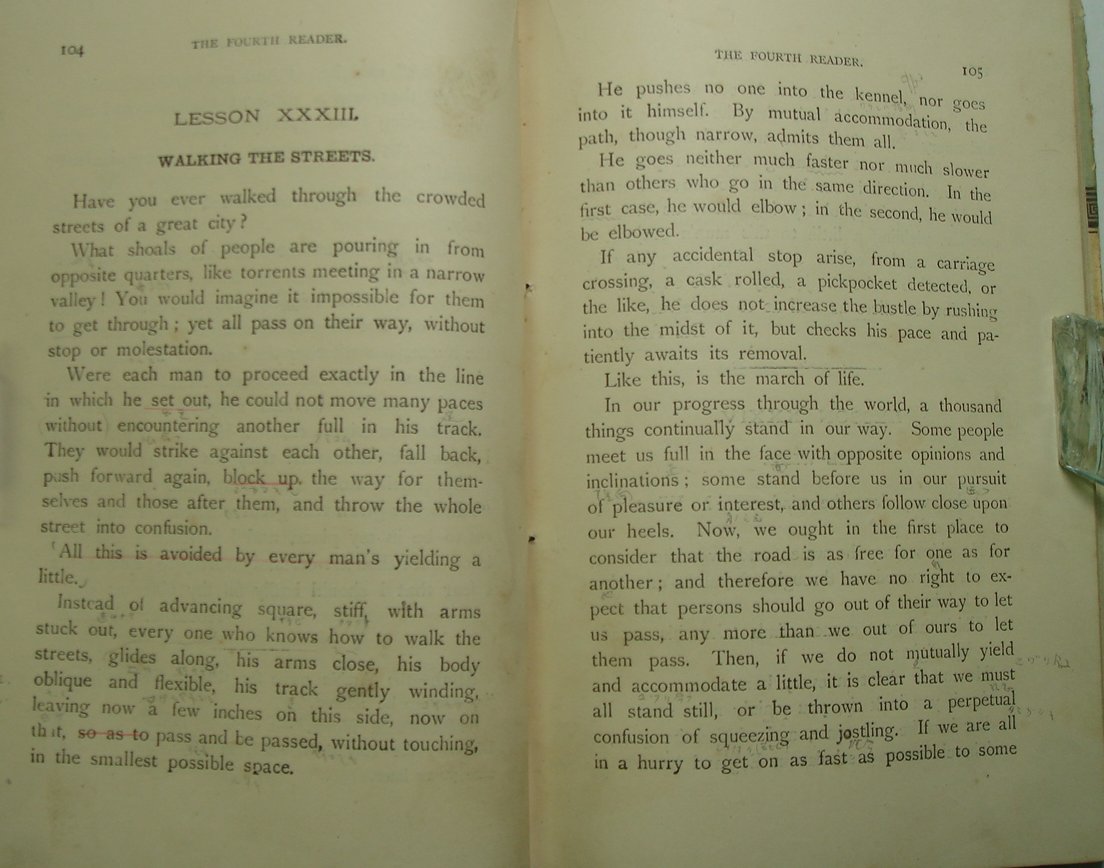 104
THE FOURTH READER.
LESSON XXXIII.
WALKING THE STREETS.
Have you ever walked through the crowded
streets of a great city?
What shoals of people are pouring in from
opposite quarters, like torrents meeting in a narrow
valley! You would imagine it impossible for them
to get through; yet all pass on their way, without
stop or molestation.
Were each man to proceed exactly in the line
in which he set out, he could not move many paces
without encountering another full in his track.
They would strike against each other, fall back,
push forward again, block up the way for them-
selves and those after them, and throw the whole
street into confusion.
All this is avoided by every man's yielding a
little.
Instead of advancing square, stiff, with arms
stuck out, every one who knows how to walk the
streets, glides along, his arms close, his body
oblique and flexible, his track gently winding,
leaving now a few inches on this side, now on
that, so as to pass and be passed, without touching,
in the smallest possible space.
THE FOURTH READER.
105
He pushes no one into the kennel, nor goes
into it himself. By mutual accommodation, the
path, though narrow, admits them all.
He goes neither much faster nor much slower
than others who go in the same direction. In the
first case, he would elbow; in the second, he would
be elbowed.
If any accidental stop arise, from a carriage
crossing, a cask rolled, a pickpocket detected, or
the like, he does not increase the bustle by rushing
into the midst of it, but checks his pace and pa-
tiently awaits its removal.
Like this, is the march of life.
In our progress through the world, a thousand
things continually stand in our way. Some people
meet us full in the face with opposite opinions and
inclinations; some stand before us in our pursuit
of pleasure or interest, and others follow close upon
our heels. Now, we ought in the first place to
consider that the road is as free for one as for
another; and therefore we have no right to ex-
pect that persons should go out of their way to let
us pass, any more than we out of ours to let
them pass. Then, if we do not mutually yield
and accommodate a little, it is clear that we must
all stand still, or be thrown into a perpetual
confusion of squeezing and jostling. If we are all
in a hurry to get on as fast as possible to some